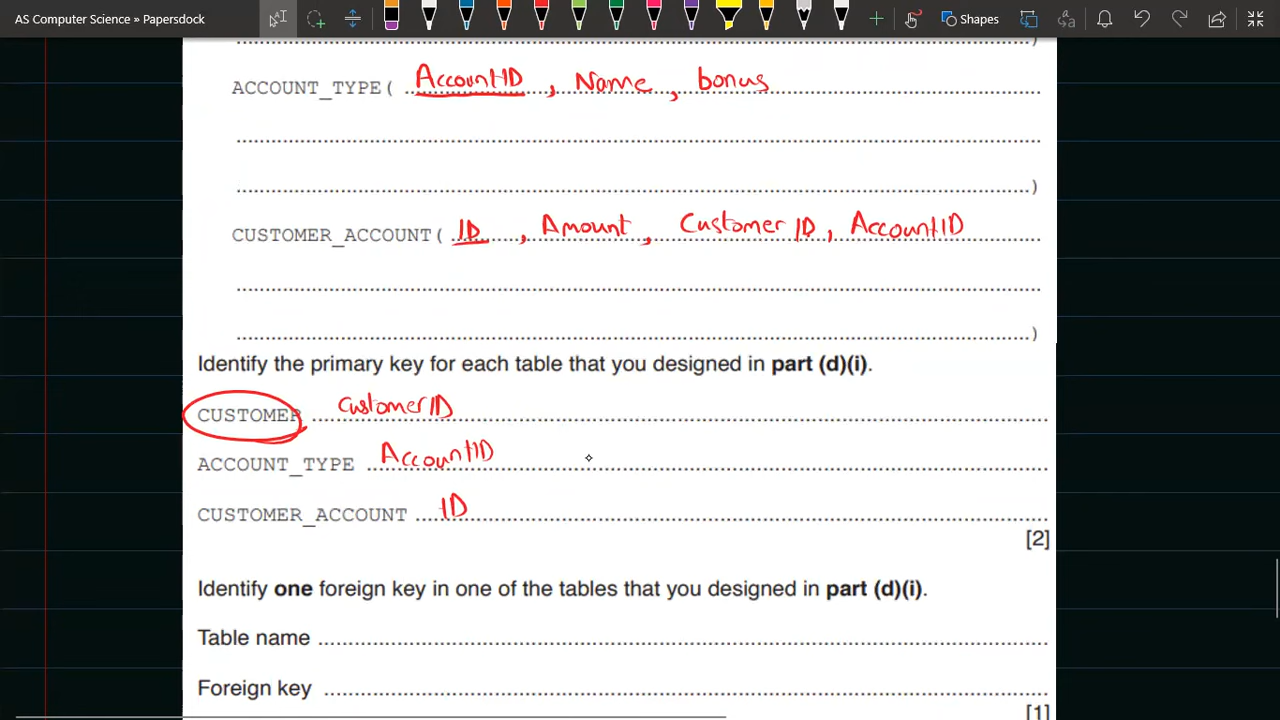 AS Computer Science » Papersdock
Shapes
....................)
ACCOUNT_TYPE( AccountID , Name , bonus
....................
....................)
CUSTOMER_ACCOUNT( ID , Amount , Customer ID , AccountID
....................
....................)
Identify the primary key for each table that you designed in part (d)(i).
CUSTOMER customerID
ACCOUNT_TYPE AccountID
CUSTOMER_ACCOUNT ID
[2]
Identify one foreign key in one of the tables that you designed in part (d)(i).
Table name ....................
Foreign key ....................
[1]